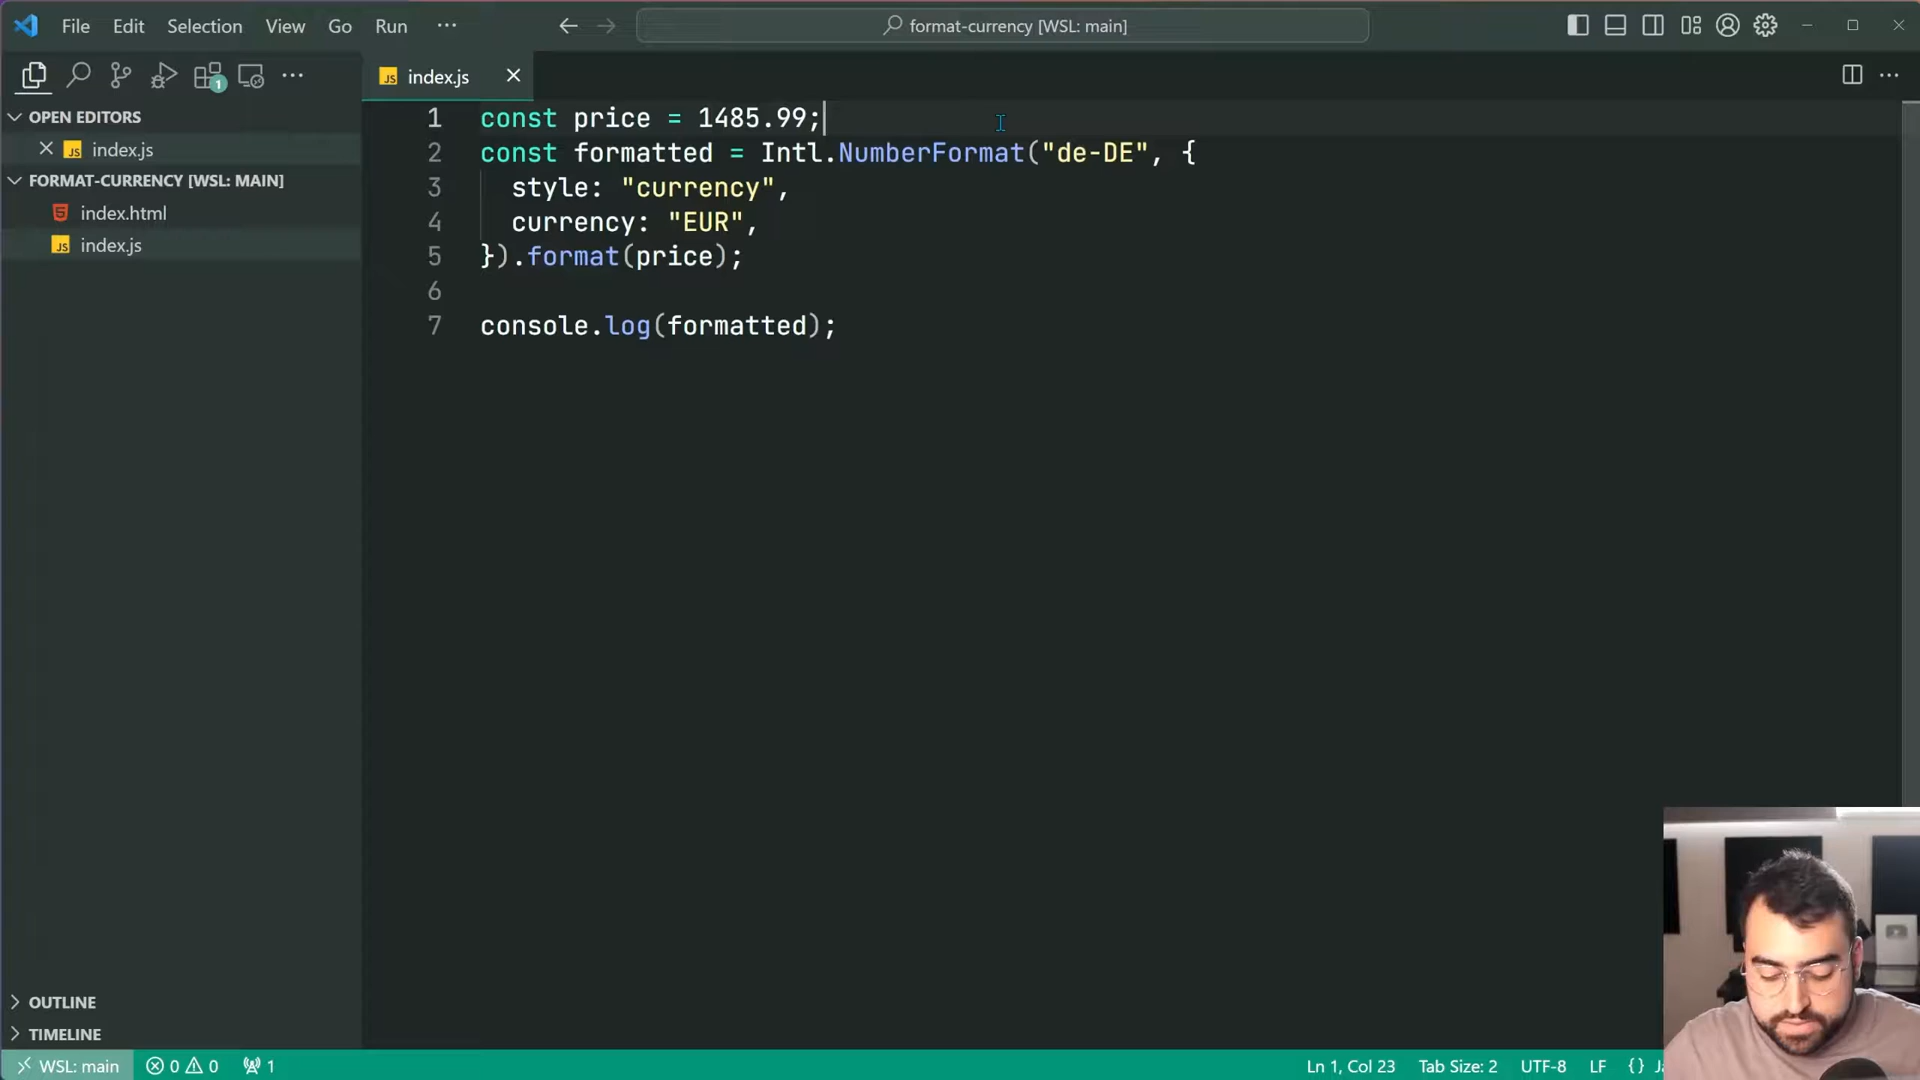 File Edit Selection View Go Run ···
format-currency [WSL: main]
1
index.js
OPEN EDITORS
index.js
FORMAT-CURRENCY [WSL: MAIN]
index.html
index.js
1 const price = 1485.99;
2 const formatted = Intl.NumberFormat("de-DE", {
3 style: "currency",
4 currency: "EUR",
5 }).format(price);
6
7 console.log(formatted);
OUTLINE
TIMELINE
WSL: main 0 0 1 Ln 1, Col 23 Tab Size: 2 UTF-8 LF {}